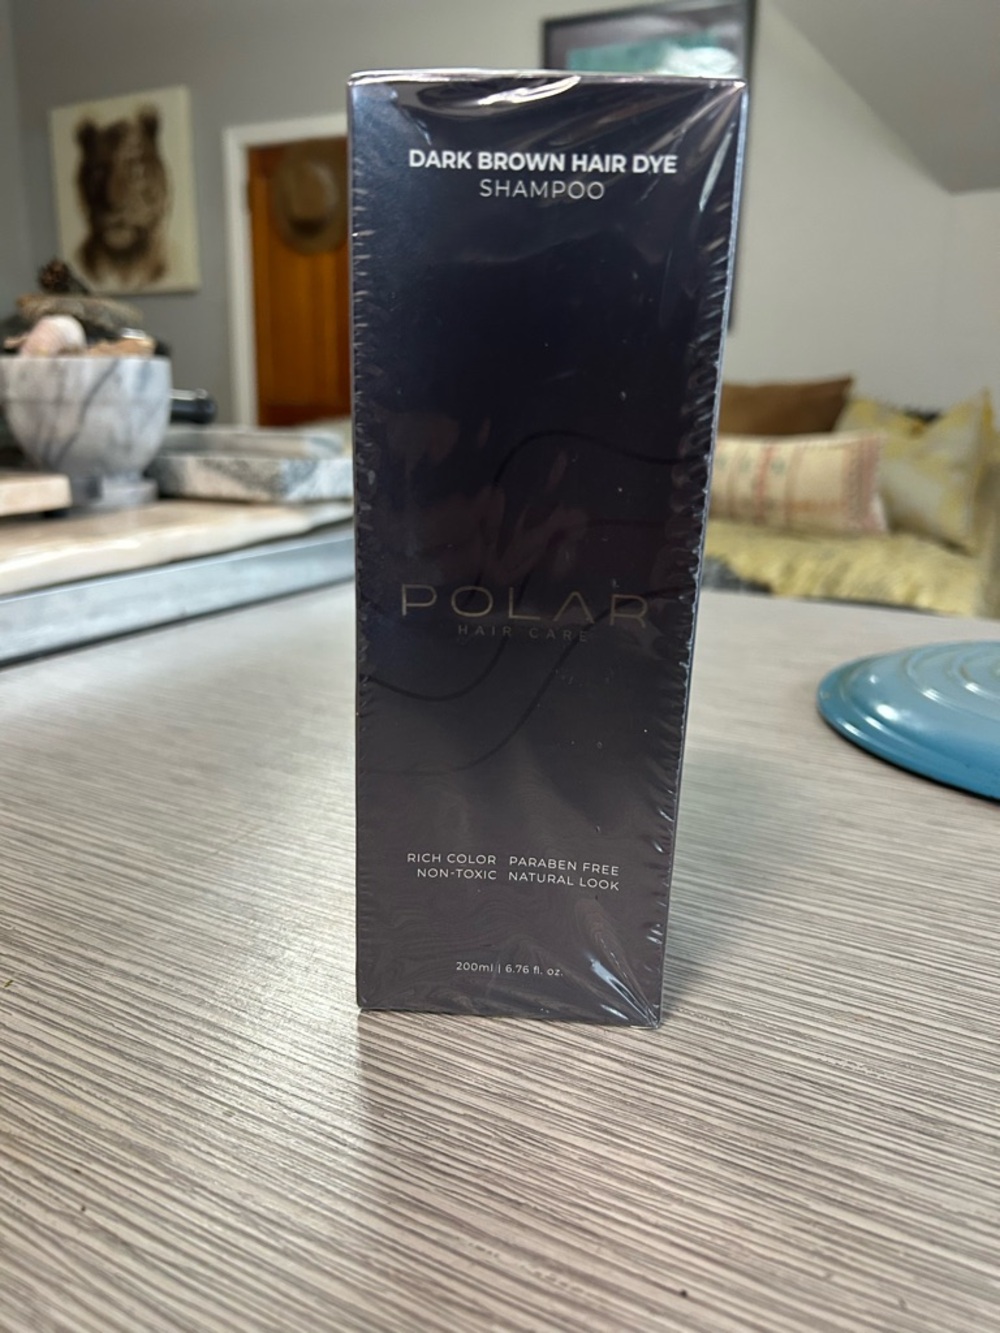 DARK BROWN HAIR DYE
SHAMPOO
POLAR
HAIR CARE
RICH COLOR PARABEN FREE
NON-TOXIC NATURAL LOOK
200ml | 6.76 fl. oz.